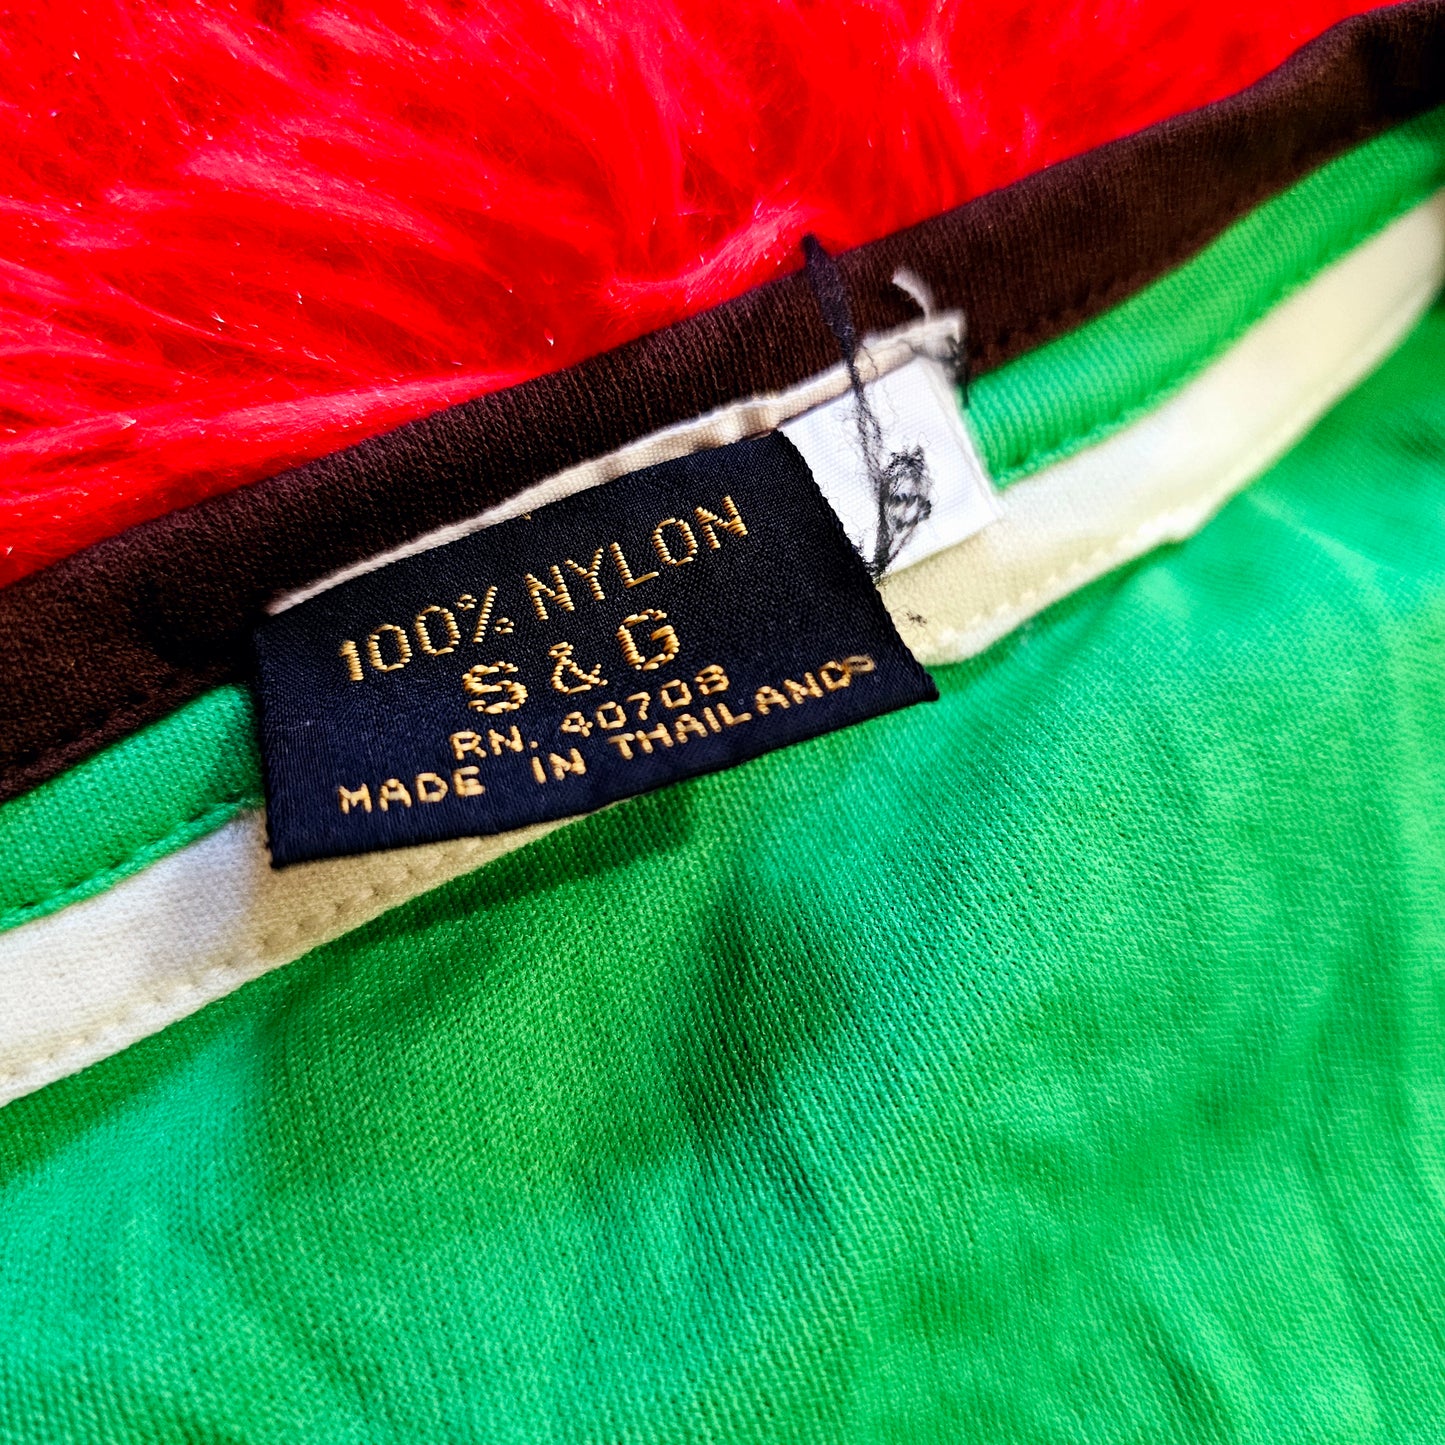 100% NYLON
S & G
RN. 40708
MADE IN THAILAND